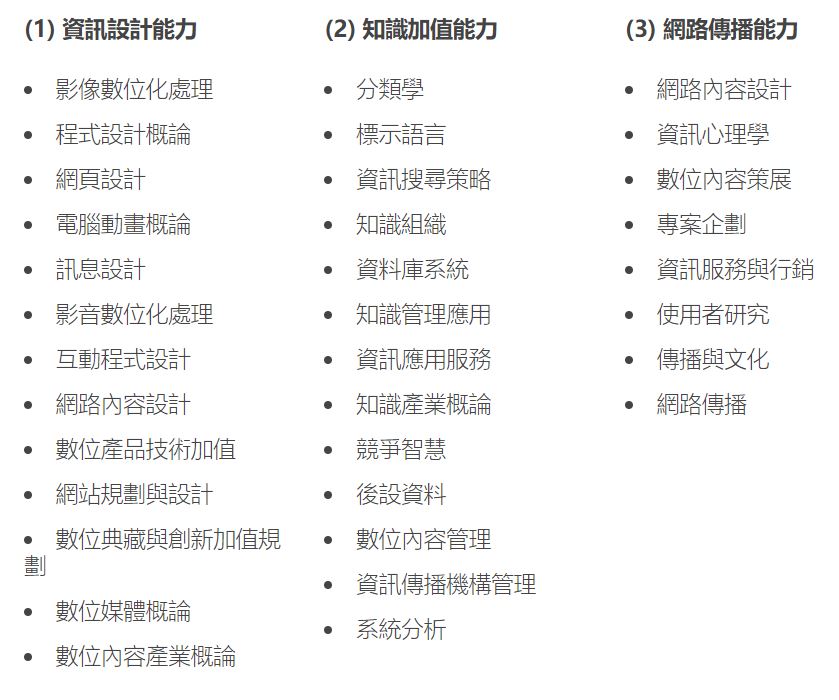 (1) 資訊設計能力
• 影像數位化處理
• 程式設計概論
• 網頁設計
• 電腦動畫概論
• 訊息設計
• 影音數位化處理
• 互動程式設計
• 網路內容設計
• 數位產品技術加值
• 網站規劃與設計
• 數位典藏與創新加值規
劃
• 數位媒體概論
• 數位內容產業概論
(2) 知識加值能力
• 分類學
• 標示語言
• 資訊搜尋策略
• 知識組織
• 資料庫系統
• 知識管理應用
• 資訊應用服務
• 知識產業概論
• 競爭智慧
• 後設資料
• 數位內容管理
• 資訊傳播機構管理
• 系統分析
(3) 網路傳播能力
• 網路內容設計
• 資訊心理學
• 數位內容策展
• 專案企劃
• 資訊服務與行銷
• 使用者研究
• 傳播與文化
• 網路傳播